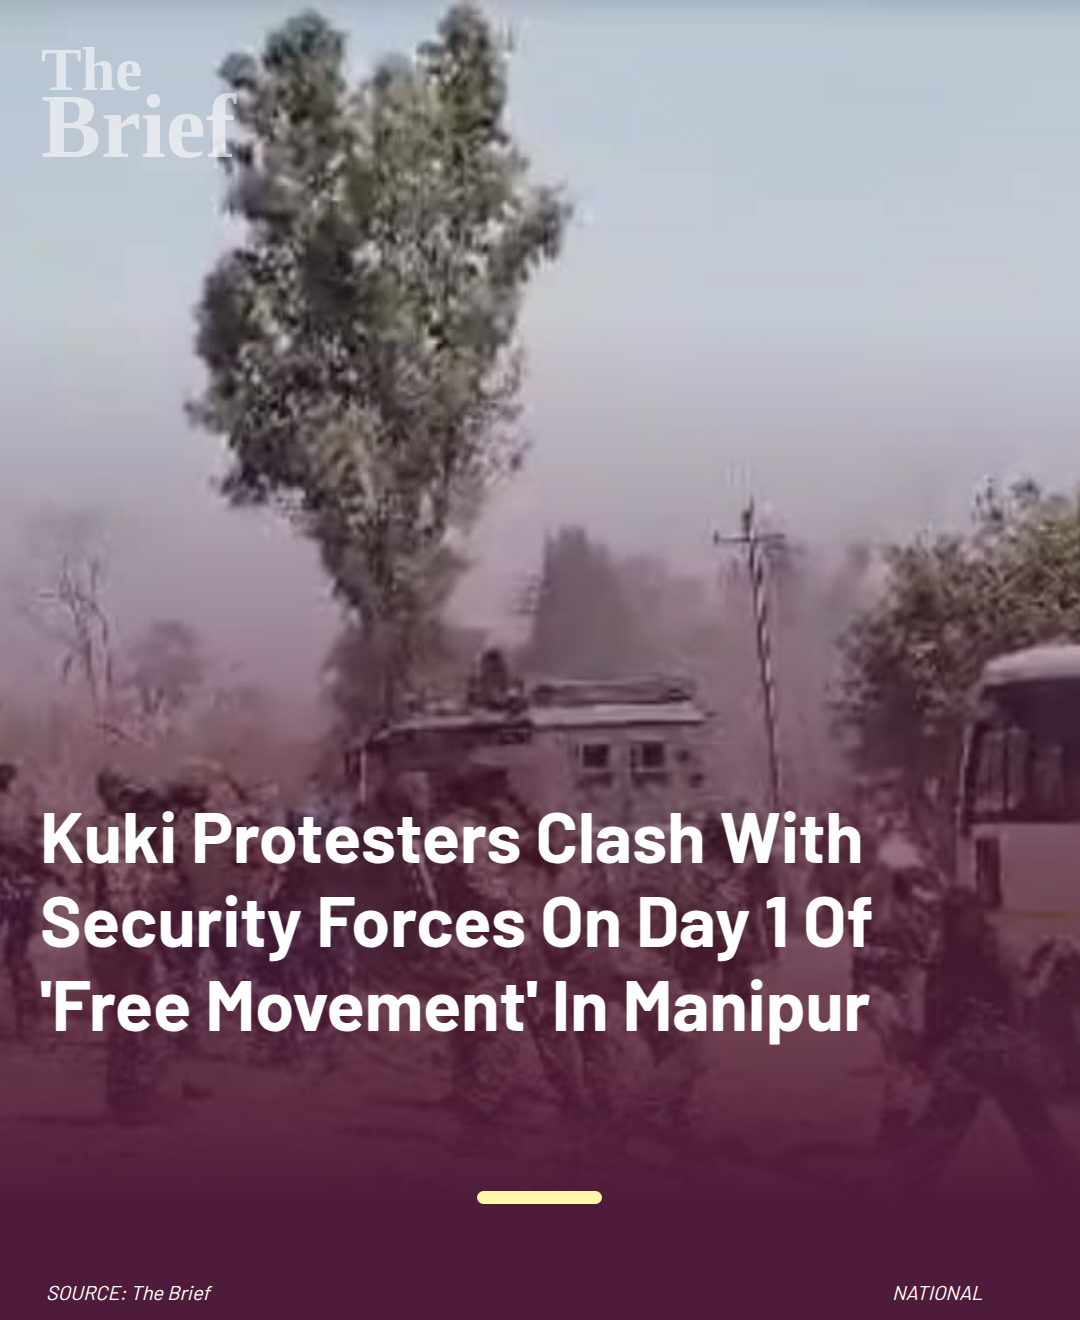 The
Brief
Kuki Protesters Clash With
Security Forces On Day 1 Of
'Free Movement' In Manipur
SOURCE: The Brief
NATIONAL